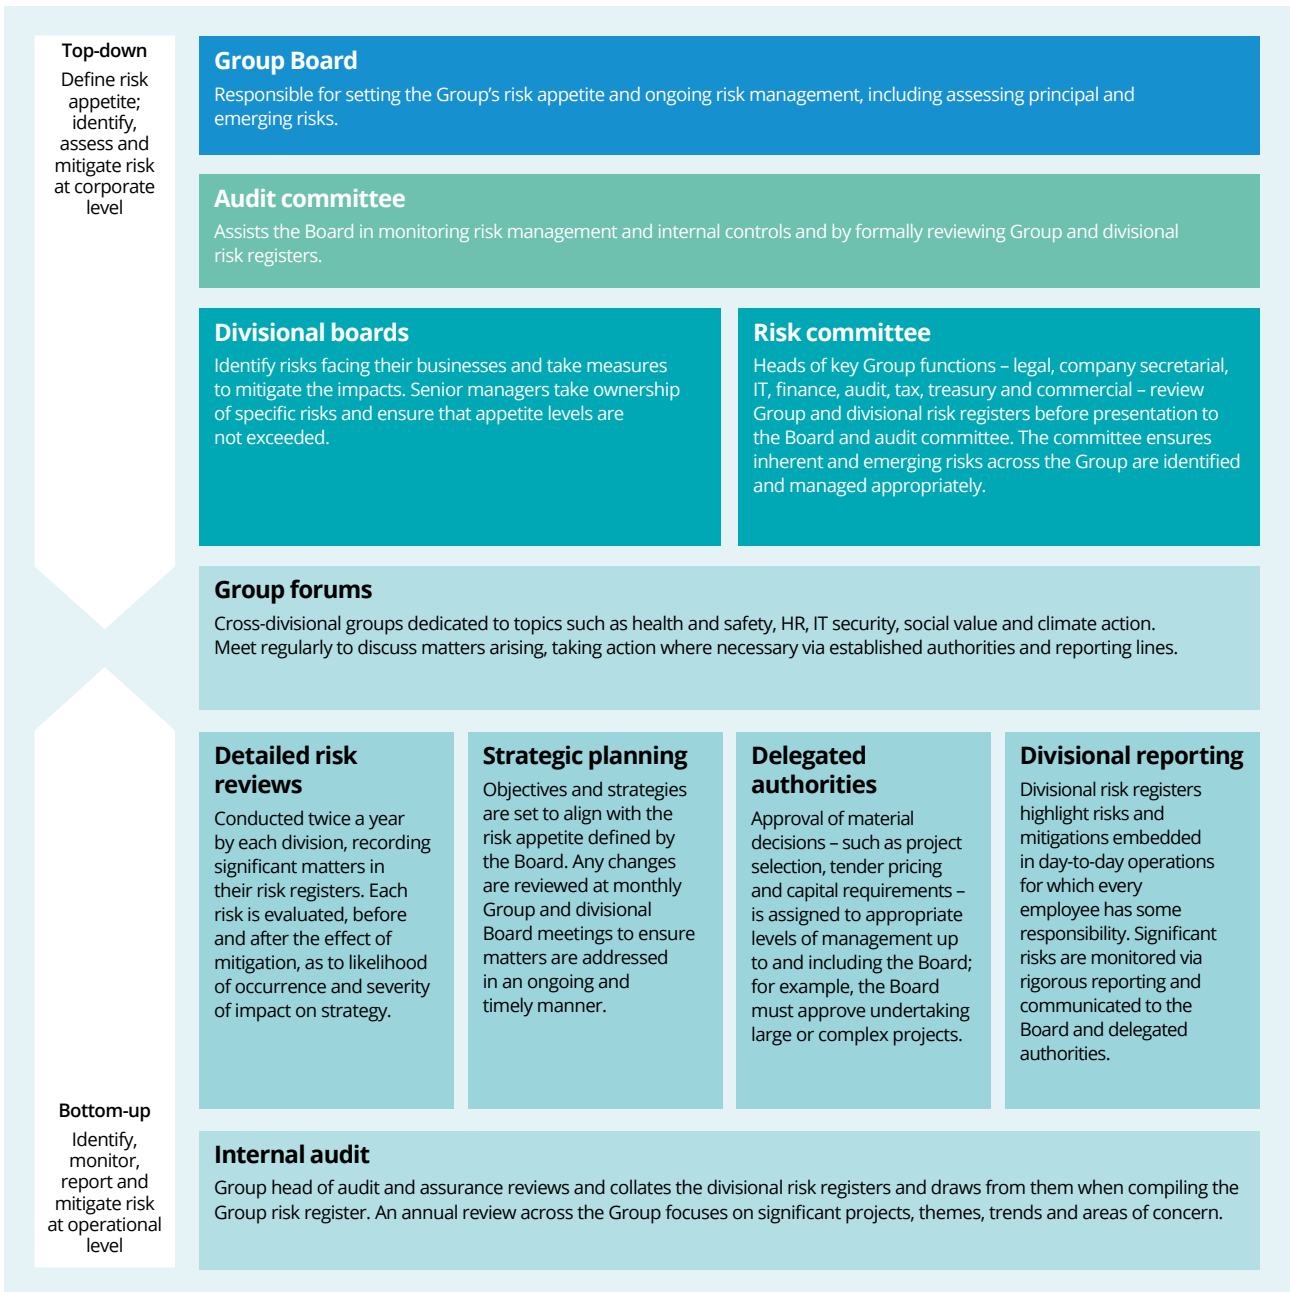 Top-down
Define risk
appetite;
identify,
assess and
mitigate risk
at corporate
level
Group Board
Responsible for setting the Group’s risk appetite and ongoing risk management, including assessing principal and
emerging risks.
Audit committee
Assists the Board in monitoring risk management and internal controls and by formally reviewing Group and divisional
risk registers.
Divisional boards
Identify risks facing their businesses and take measures
to mitigate the impacts. Senior managers take ownership
of specific risks and ensure that appetite levels are
not exceeded.
Risk committee
Heads of key Group functions – legal, company secretarial,
IT, finance, audit, tax, treasury and commercial – review
Group and divisional risk registers before presentation to
the Board and audit committee. The committee ensures
inherent and emerging risks across the Group are identified
and managed appropriately.
Group forums
Cross-divisional groups dedicated to topics such as health and safety, HR, IT security, social value and climate action.
Meet regularly to discuss matters arising, taking action where necessary via established authorities and reporting lines.
Detailed risk
reviews
Conducted twice a year
by each division, recording
significant matters in
their risk registers. Each
risk is evaluated, before
and after the effect of
mitigation, as to likelihood
of occurrence and severity
of impact on strategy.
Strategic planning
Objectives and strategies
are set to align with the
risk appetite defined by
the Board. Any changes
are reviewed at monthly
Group and divisional
Board meetings to ensure
matters are addressed
in an ongoing and
timely manner.
Delegated
authorities
Approval of material
decisions – such as project
selection, tender pricing
and capital requirements –
is assigned to appropriate
levels of management up
to and including the Board;
for example, the Board
must approve undertaking
large or complex projects.
Divisional reporting
Divisional risk registers
highlight risks and
mitigations embedded
in day-to-day operations
for which every
employee has some
responsibility. Significant
risks are monitored via
rigorous reporting and
communicated to the
Board and delegated
authorities.
Bottom-up
Identify,
monitor,
report and
mitigate risk
at operational
level
Internal audit
Group head of audit and assurance reviews and collates the divisional risk registers and draws from them when compiling the
Group risk register. An annual review across the Group focuses on significant projects, themes, trends and areas of concern.